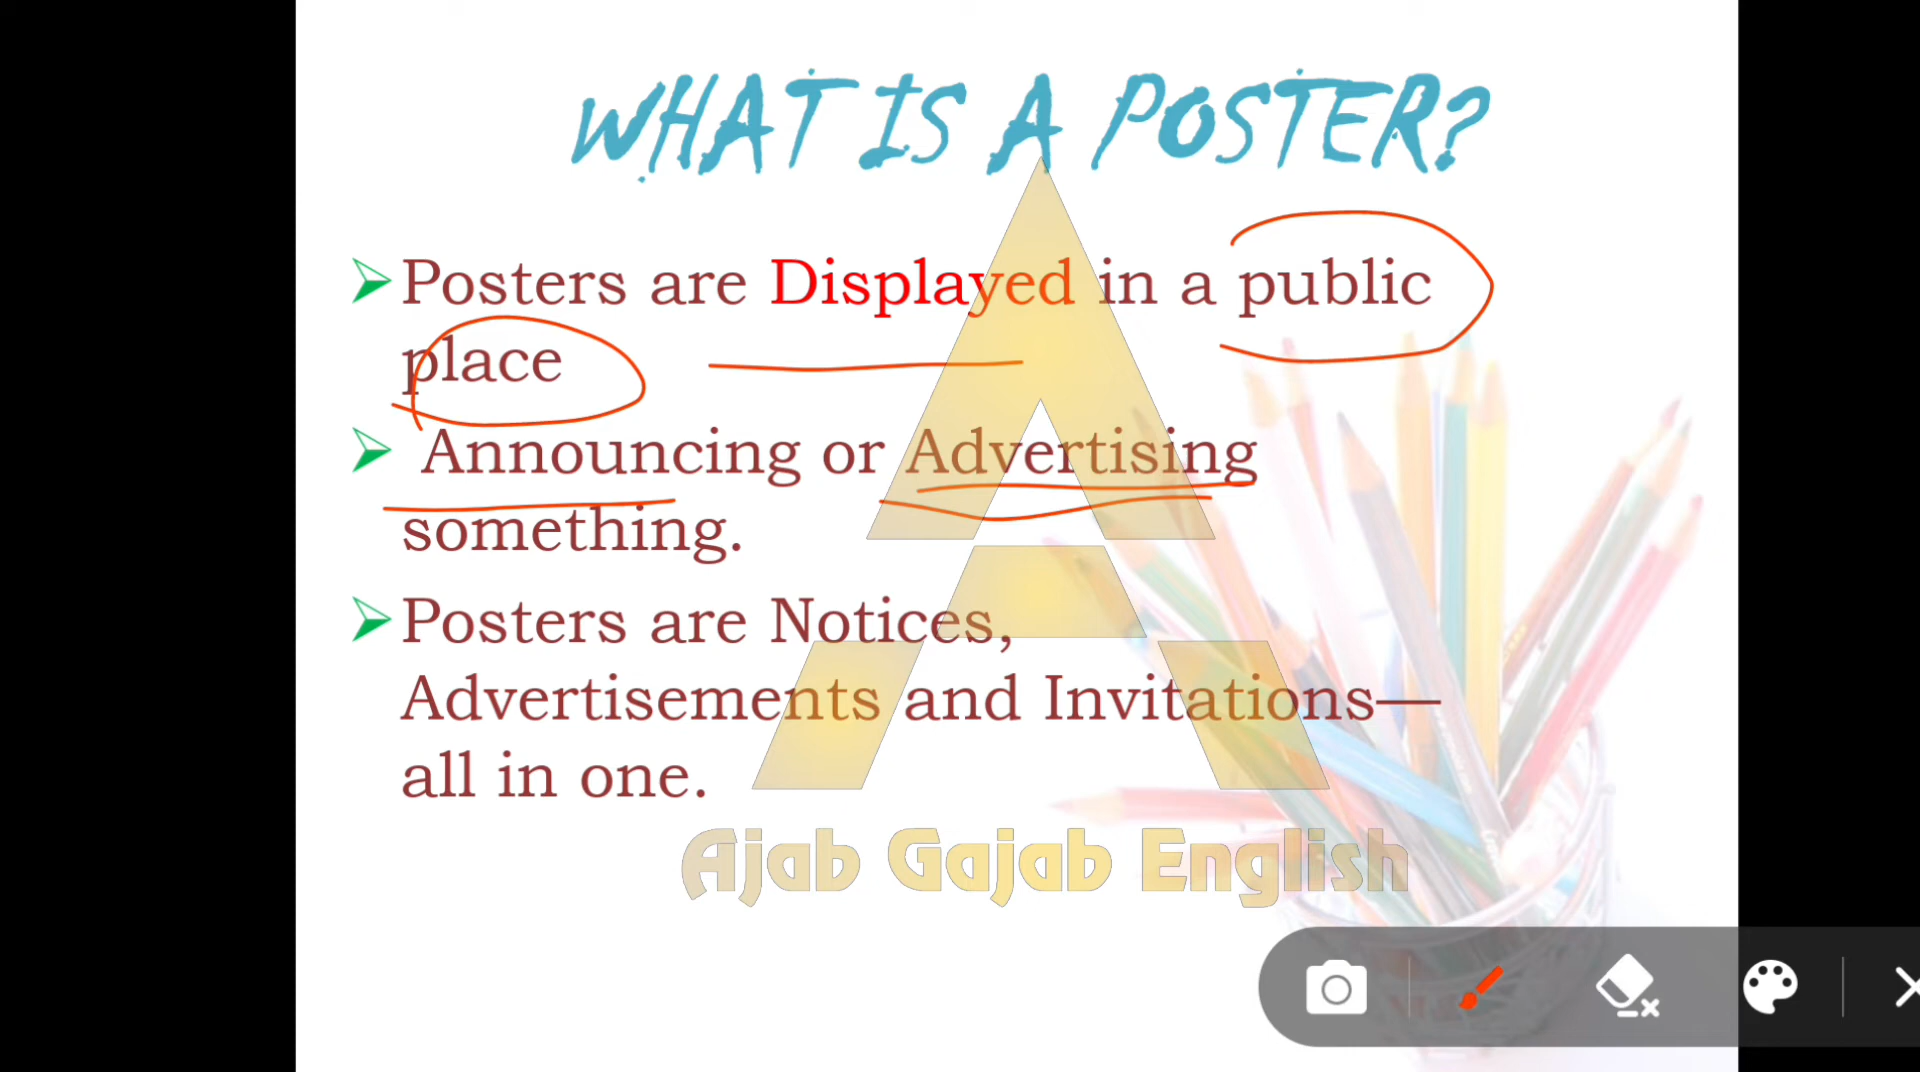 WHAT IS A POSTER?
Posters are Displayed in a public
place
Announcing or Advertising
something.
Posters are Notices,
Advertisements and Invitations—
all in one.
Ajab Gajab English